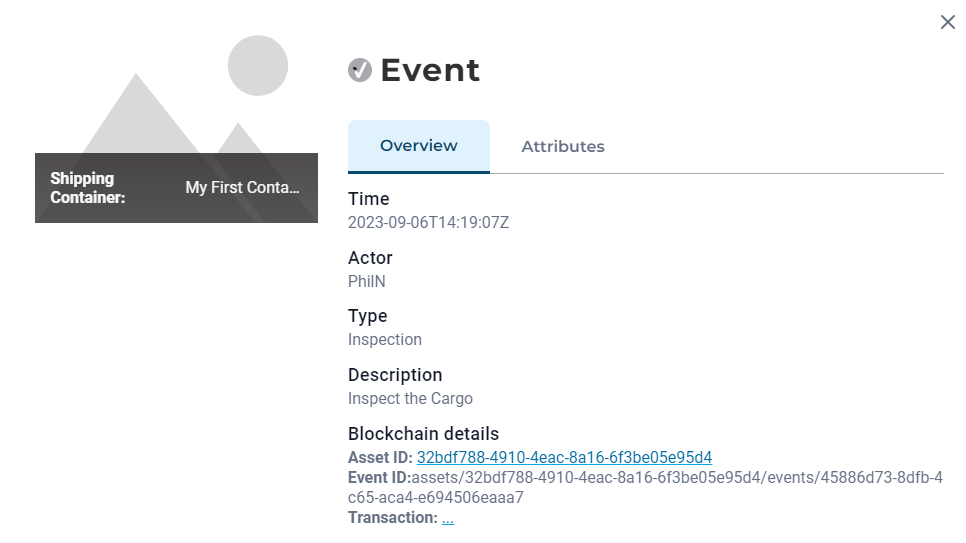 Event
Overview
Attributes
Shipping
Container:
My First Conta...
Time
2023-09-06T14:19:07Z
Actor
PhilN
Type
Inspection
Description
Inspect the Cargo
Blockchain details
Asset ID: 32bdf788-4910-4eac-8a16-6f3be05e95d4
Event ID:assets/32bdf788-4910-4eac-8a16-6f3be05e95d4/events/45886d73-8dfb-4
c65-aca4-e694506eaaa7
Transaction: ...